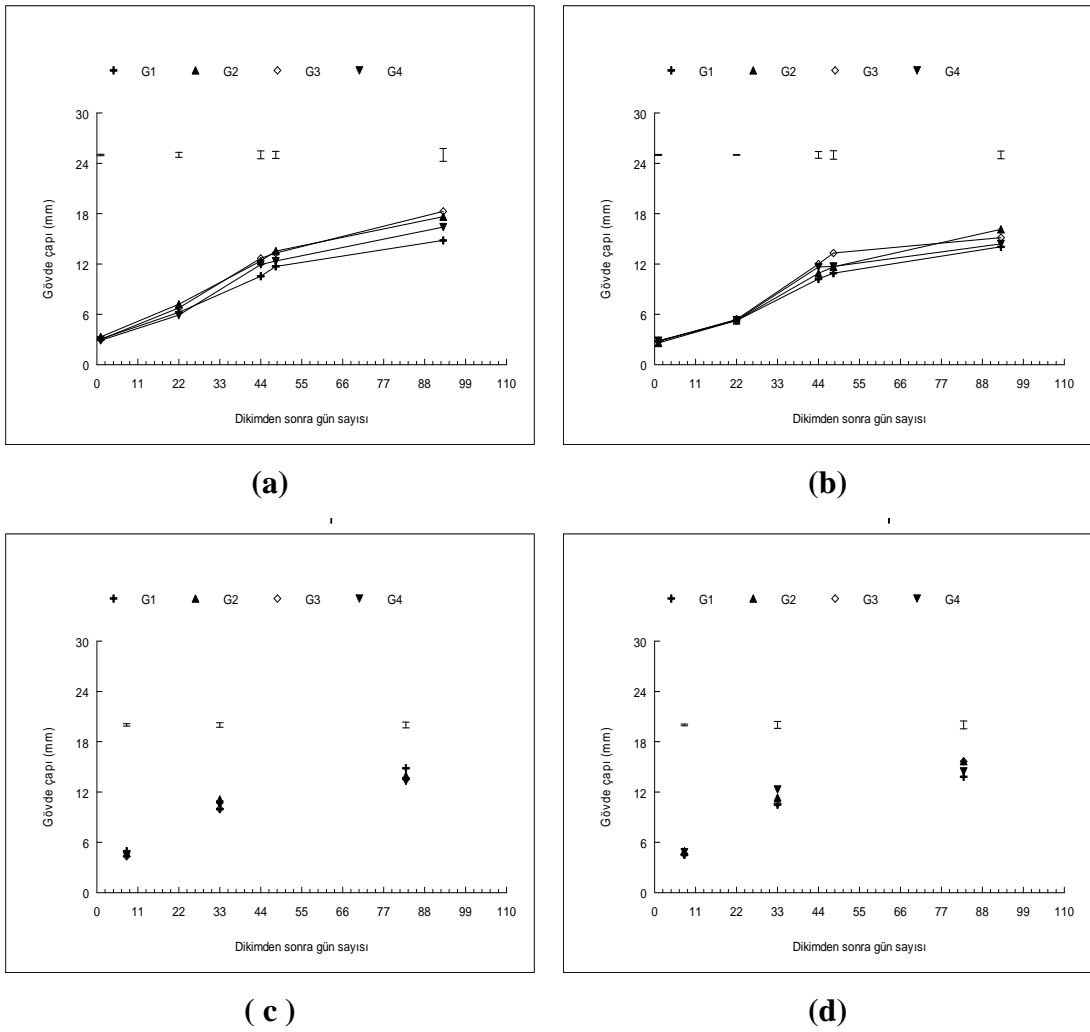 G1 G2 G3 G4
30
24
18
12
6
0
Gövde çapı (mm)
0 11 22 33 44 55 66 77 88 99 110
Dikimden sonra gün sayısı
(a)
G1 G2 G3 G4
30
24
18
12
6
0
Gövde çapı (mm)
0 11 22 33 44 55 66 77 88 99 110
Dikimden sonra gün sayısı
(b)
G1 G2 G3 G4
30
24
18
12
6
0
Gövde çapı (mm)
0 11 22 33 44 55 66 77 88 99 110
Dikimden sonra gün sayısı
( c )
G1 G2 G3 G4
30
24
18
12
6
0
Gövde çapı (mm)
0 11 22 33 44 55 66 77 88 99 110
Dikimden sonra gün sayısı
(d)